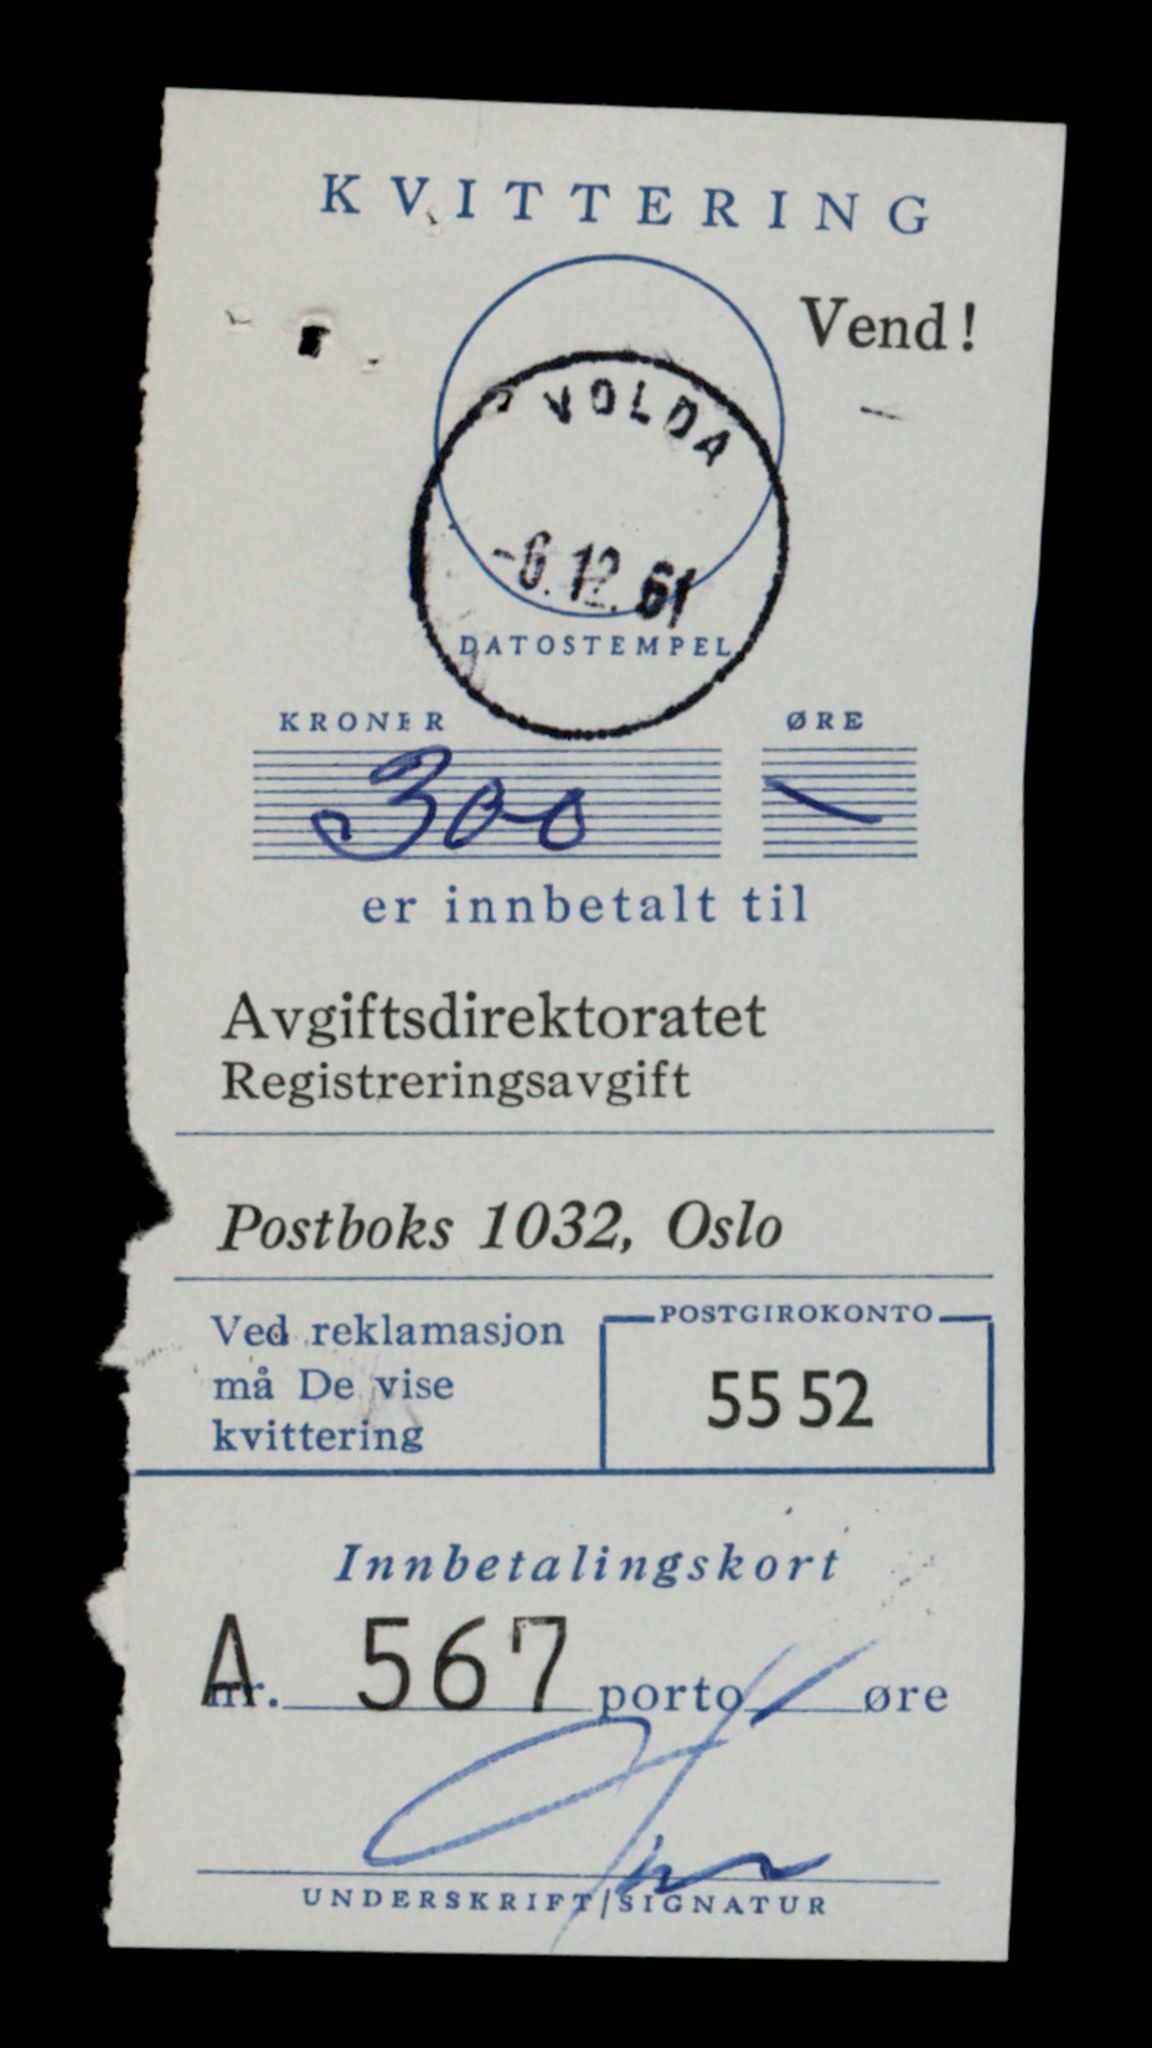 KVITTERING
Vend!
VOLDA
-6.12.61
DATOSTEMPEL
KRONER ØRE
300 —
er innbetalt til
Avgiftsdirektoratet
Registreringsavgift
Postboks 1032, Oslo
Ved reklamasjon
må De vise
kvittering
POSTGIROKONTO
55 52
Innbetalingskort
A nr. 567 porto øre
UNDERSKRIFT/SIGNATUR